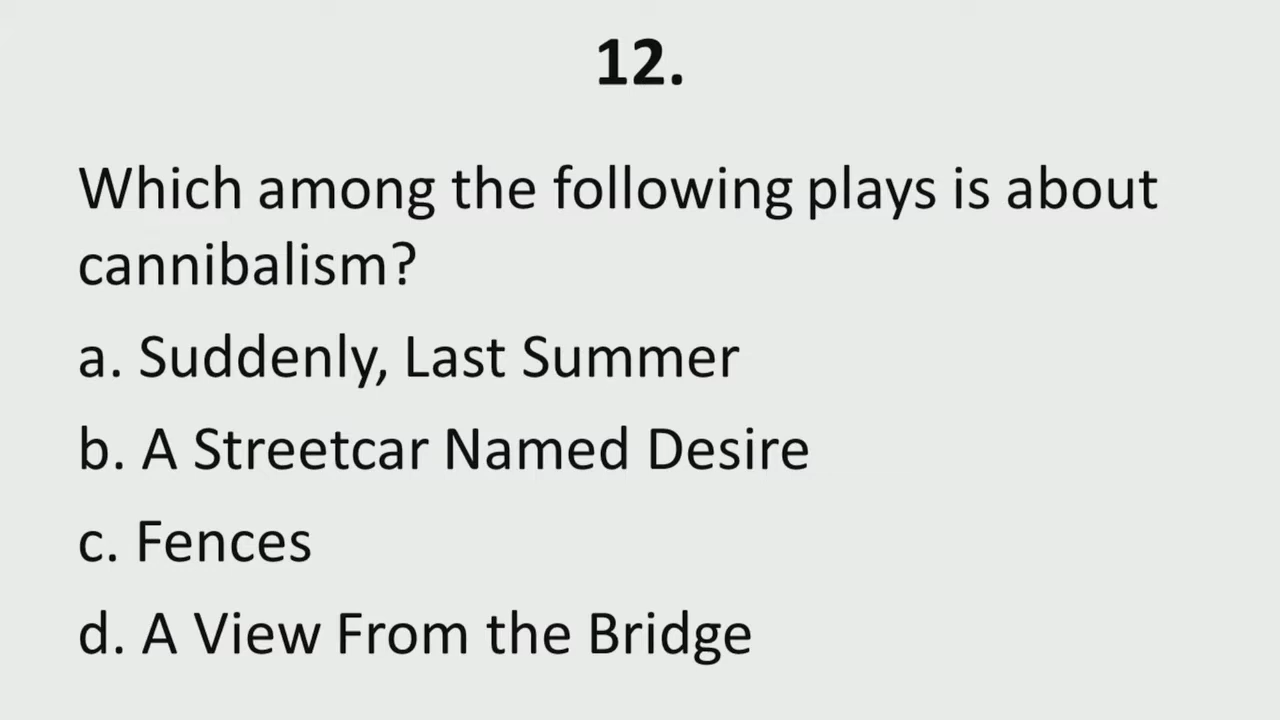 12.
Which among the following plays is about
cannibalism?
a. Suddenly, Last Summer
b. A Streetcar Named Desire
c. Fences
d. A View From the Bridge